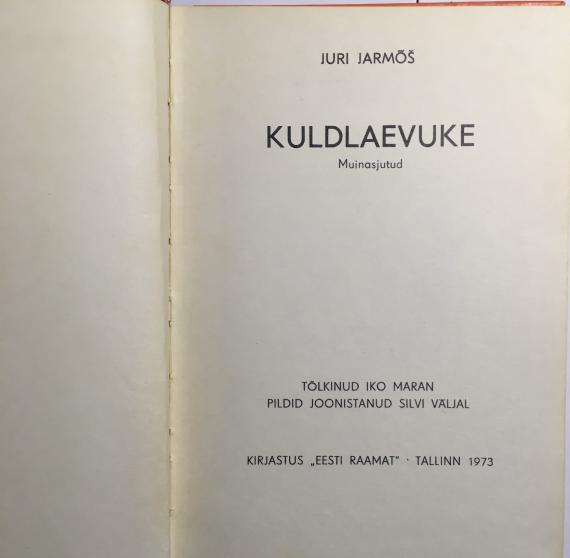 JURI JARMÕŠ
KULDLAEVUKE
Muinasjutud
TÕLKINUD IKO MARAN
PILDID JOONISTANUD SILVI VÄLJAL
KIRJASTUS „EESTI RAAMAT“ · TALLINN 1973